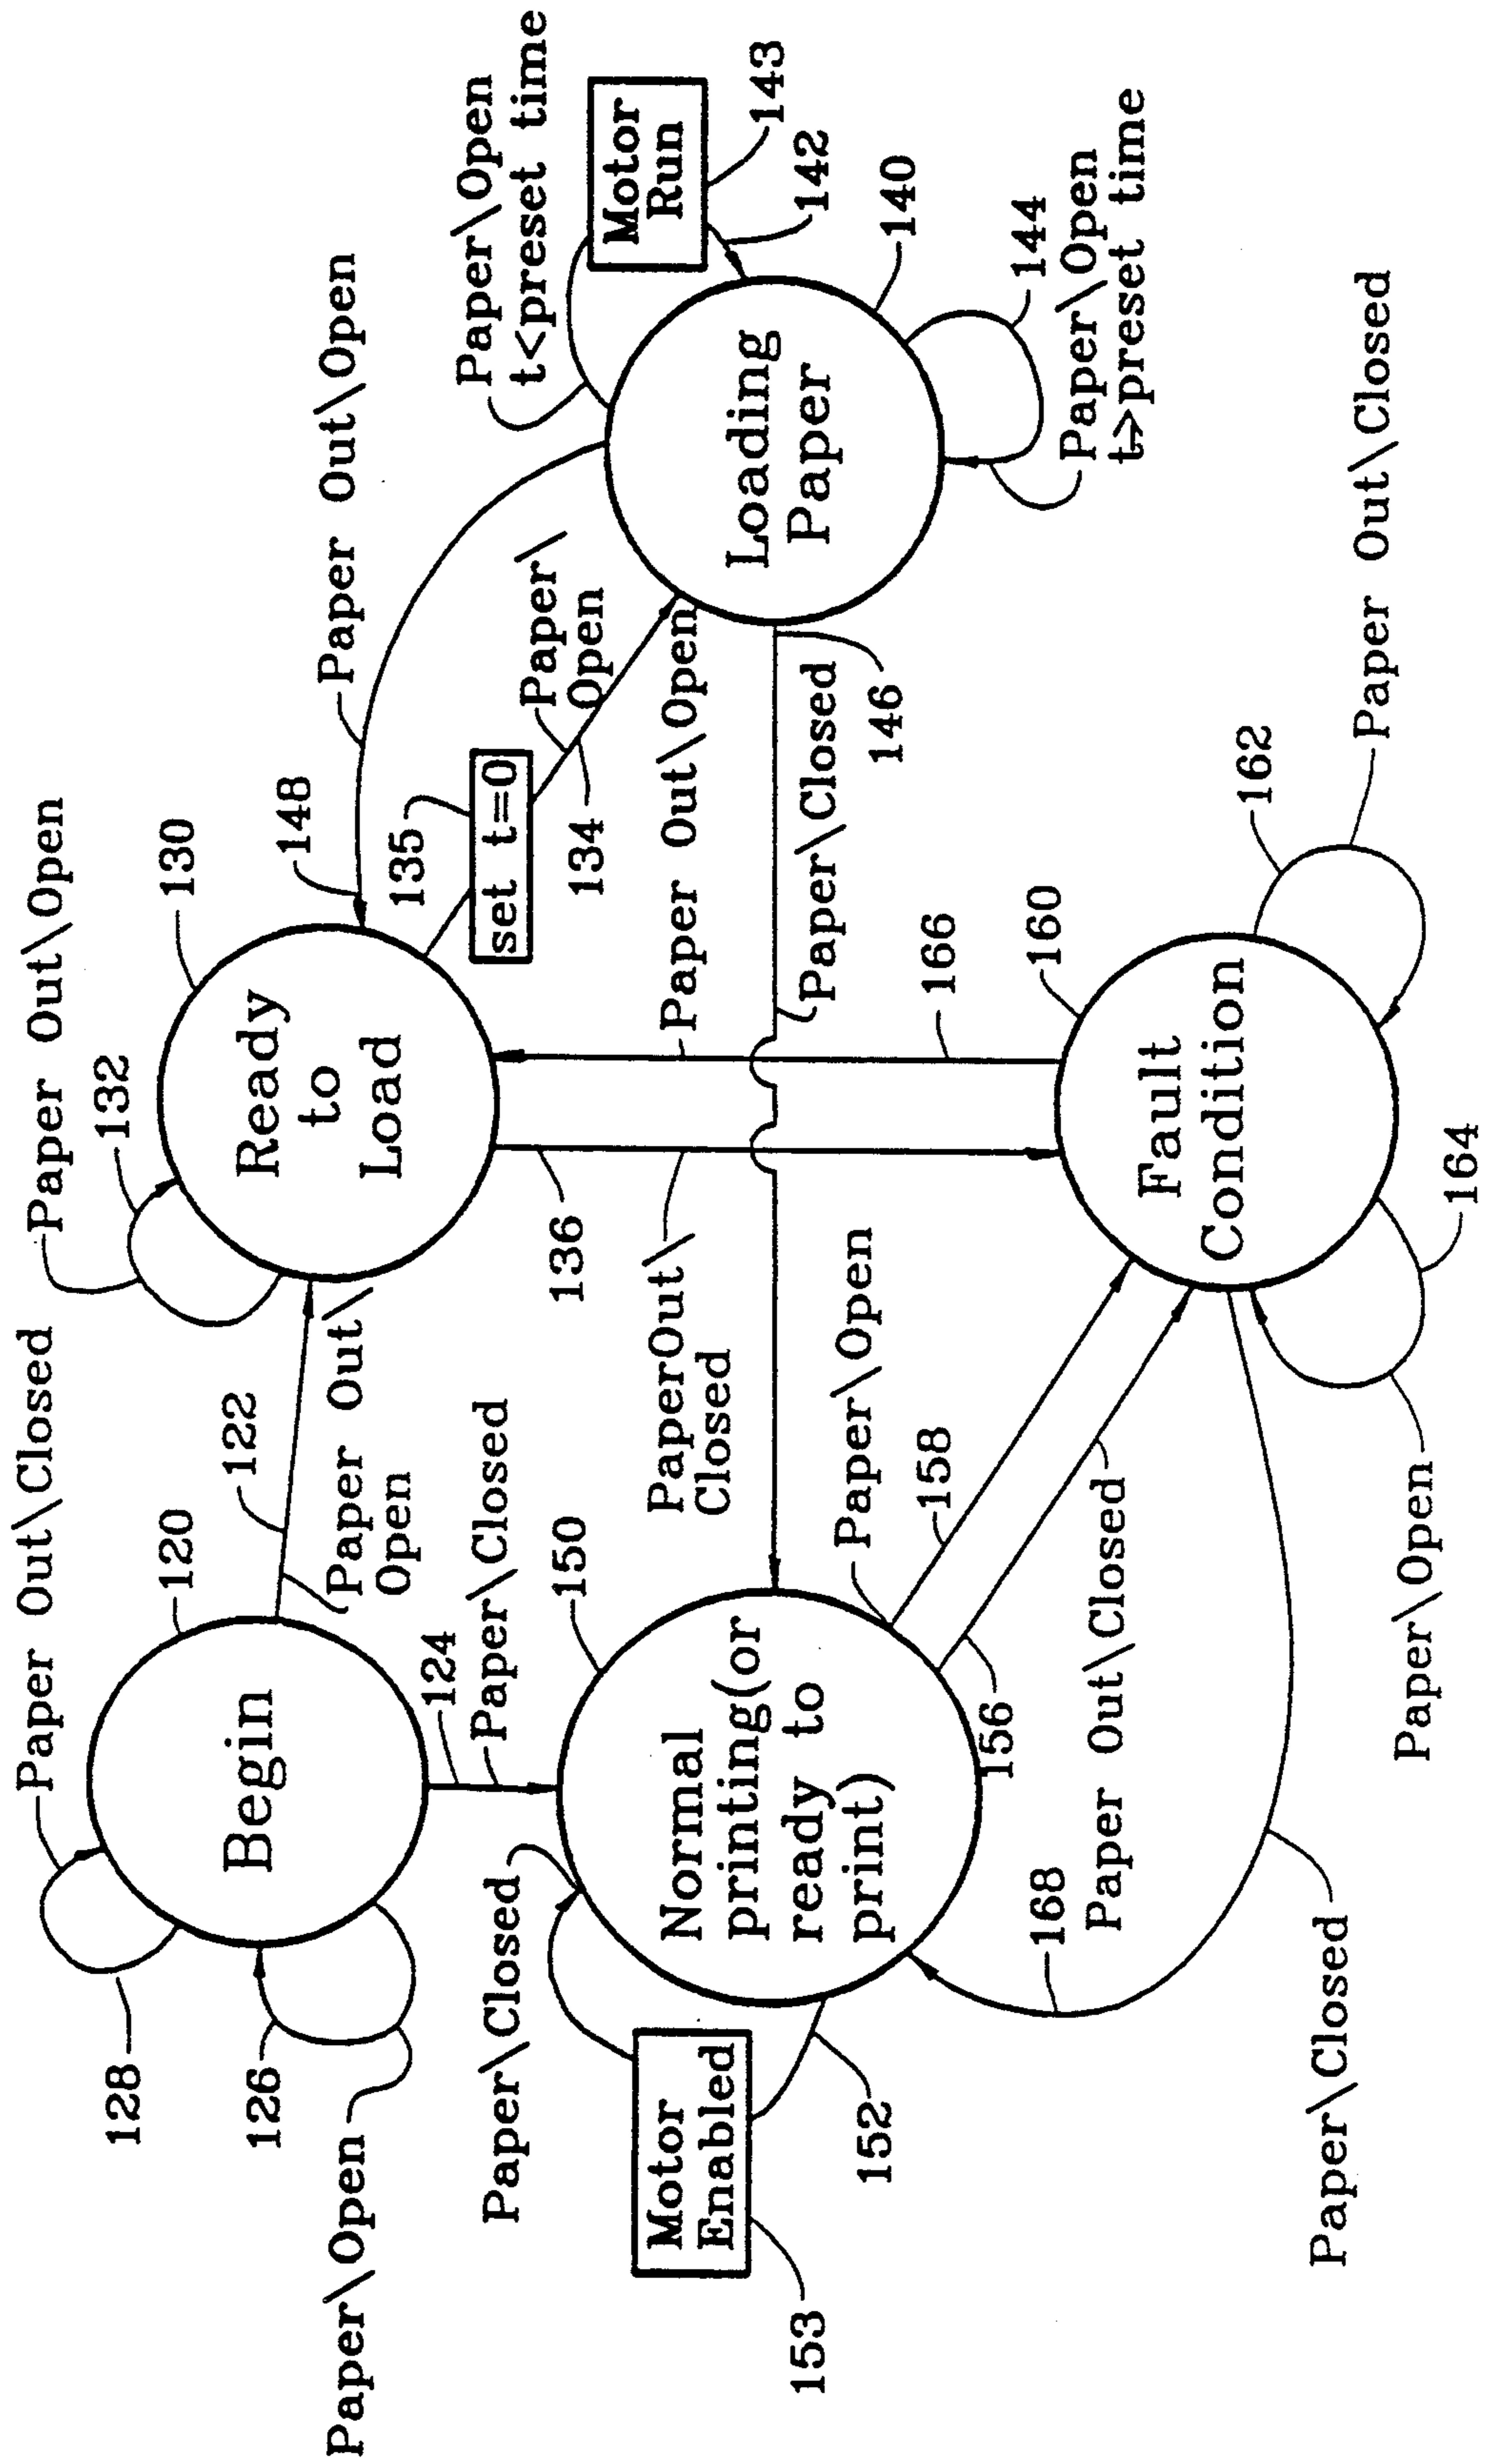 Paper Out\Closed
128
126
Paper\Open
Begin
120
122
Paper Out\
Open
124
Paper\Closed
Paper Out\Open
132
Ready
to
Load
130
148
Paper Out\Open
135
set t=0
134
Paper\
Open
Paper\Open
t<preset time
Motor
Run
143
142
Loading
Paper
140
144
Paper\Open
t>preset time
146
Paper\Closed
Paper Out\Open
166
136
PaperOut\
Closed
Paper\Closed
Motor
Enabled
153
152
Normal
printing(or
ready to
print)
150
Paper\Open
158
156
Paper Out\Closed
168
Paper\Closed
Fault
Condition
160
162
Paper Out\Closed
164
Paper\Open